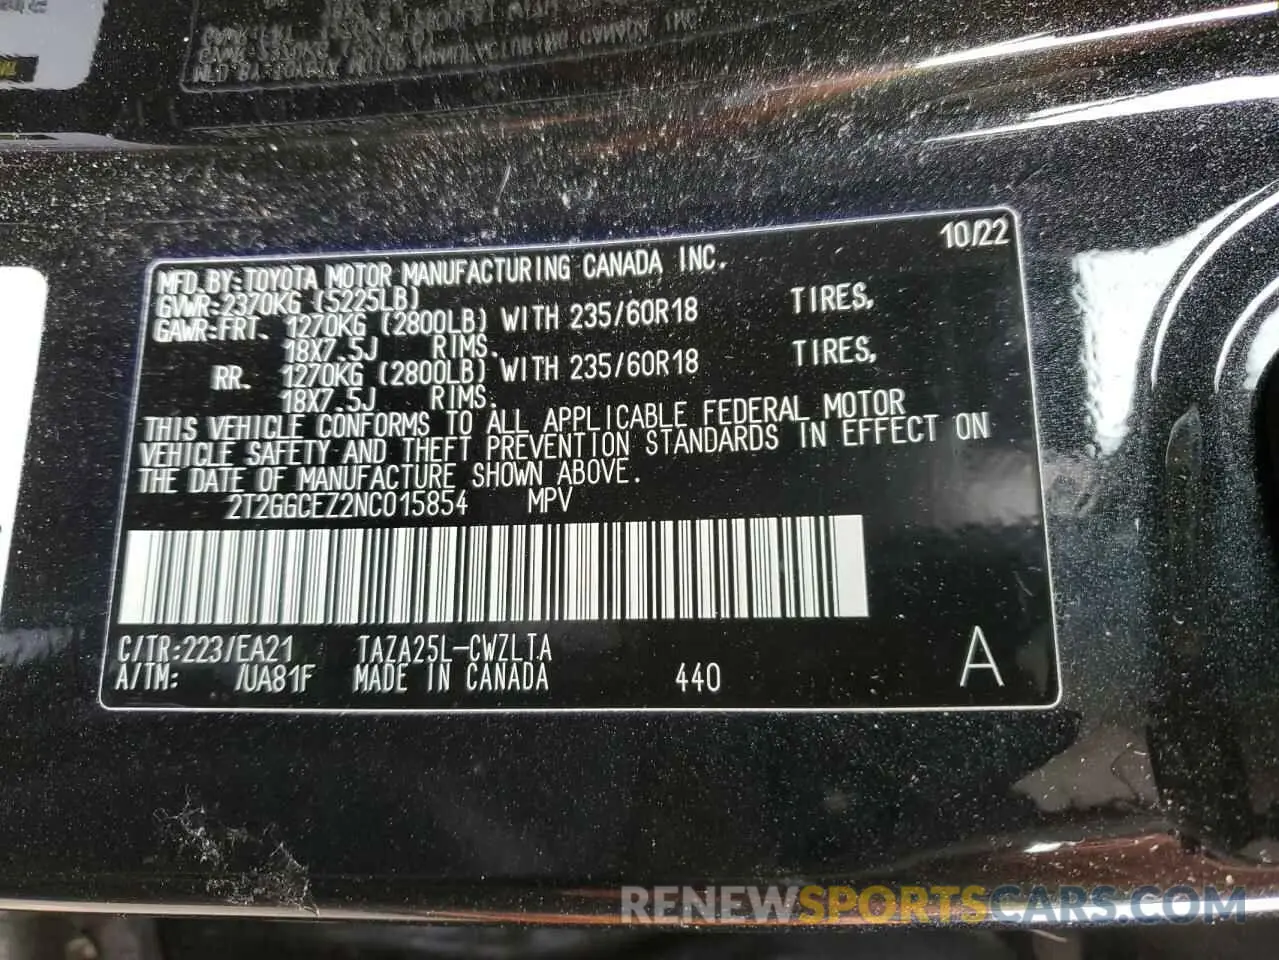 10/22
MFD.BY:TOYOTA MOTOR MANUFACTURING CANADA INC.
GVWR:2370KG (5225LB)
GAWR:FRT. 1270KG (2800LB) WITH 235/60R18 TIRES,
18X7.5J RIMS.
RR. 1270KG (2800LB) WITH 235/60R18 TIRES,
18X7.5J RIMS.
THIS VEHICLE CONFORMS TO ALL APPLICABLE FEDERAL MOTOR
VEHICLE SAFETY AND THEFT PREVENTION STANDARDS IN EFFECT ON
THE DATE OF MANUFACTURE SHOWN ABOVE.
2T2GGCEZ2NC015854 MPV
C/TR:223/EA21 TAZA25L-CWZLTA
A/TM: /UA81F MADE IN CANADA 440 A
RENEWSPORTSCARS.COM